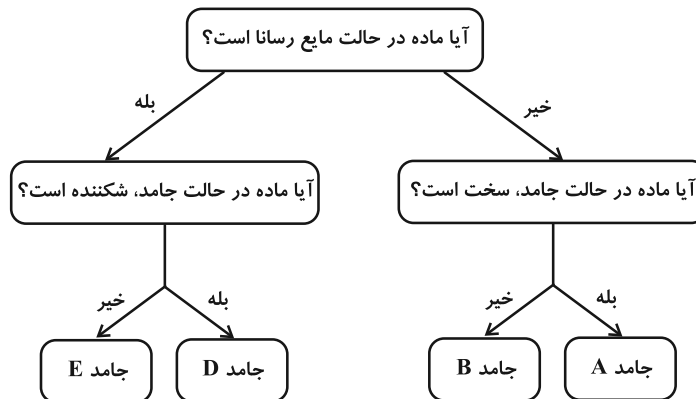 آیا ماده در حالت مایع رسانا است؟
خیر
بله
آیا ماده در حالت جامد، سخت است؟
آیا ماده در حالت جامد، شکننده است؟
بله
خیر
بله
خیر
جامد A
جامد B
جامد D
جامد E